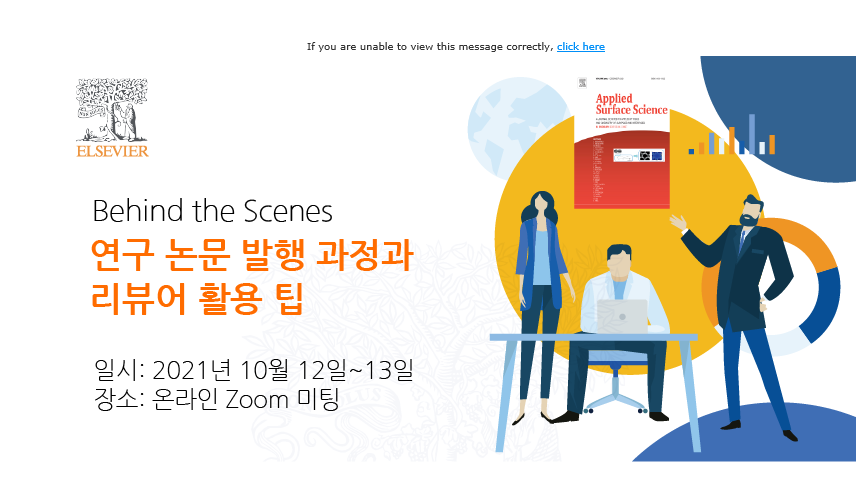 If you are unable to view this message correctly, click here
ELSEVIER
Applied
Surface Science
Behind the Scenes
연구 논문 발행 과정과
리뷰어 활용 팁
일시: 2021년 10월 12일~13일
장소: 온라인 Zoom 미팅